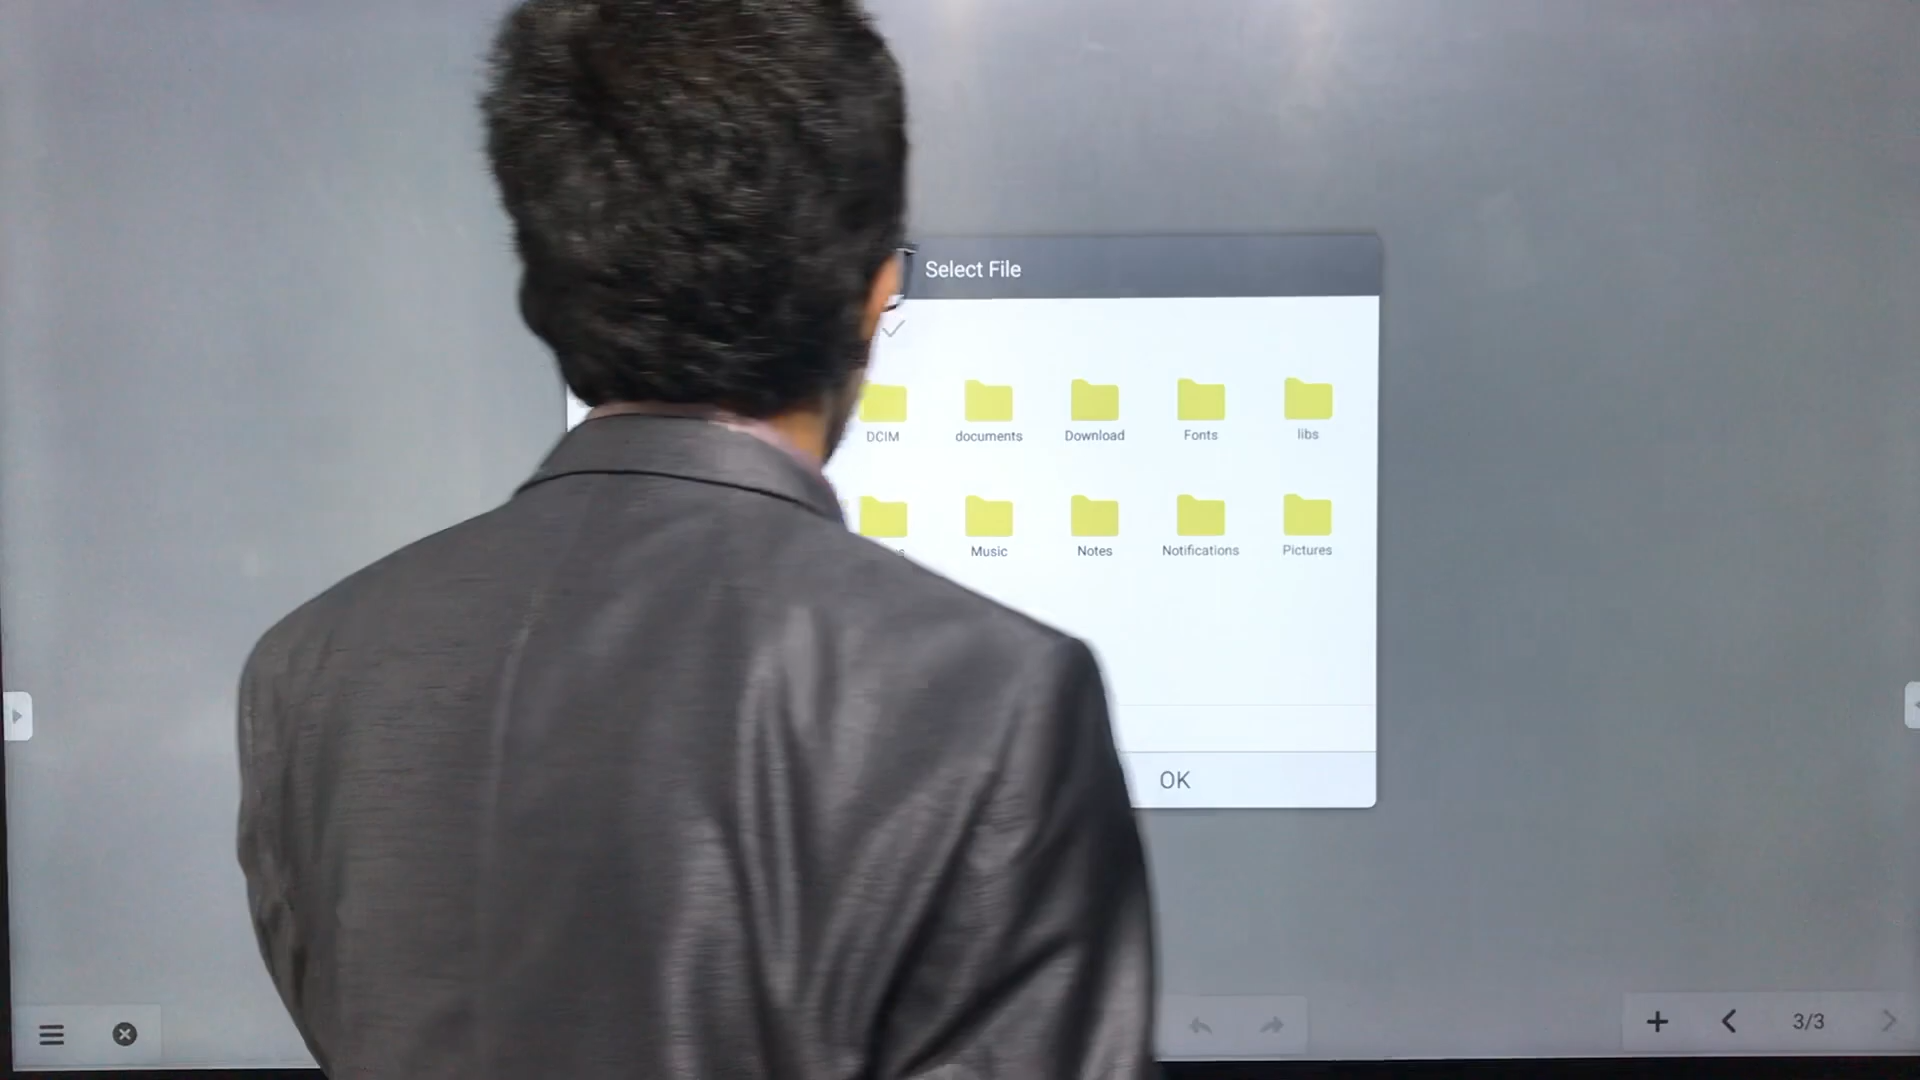 Select File
DCIM documents Download Fonts libs
Music Notes Notifications Pictures
OK
3/3